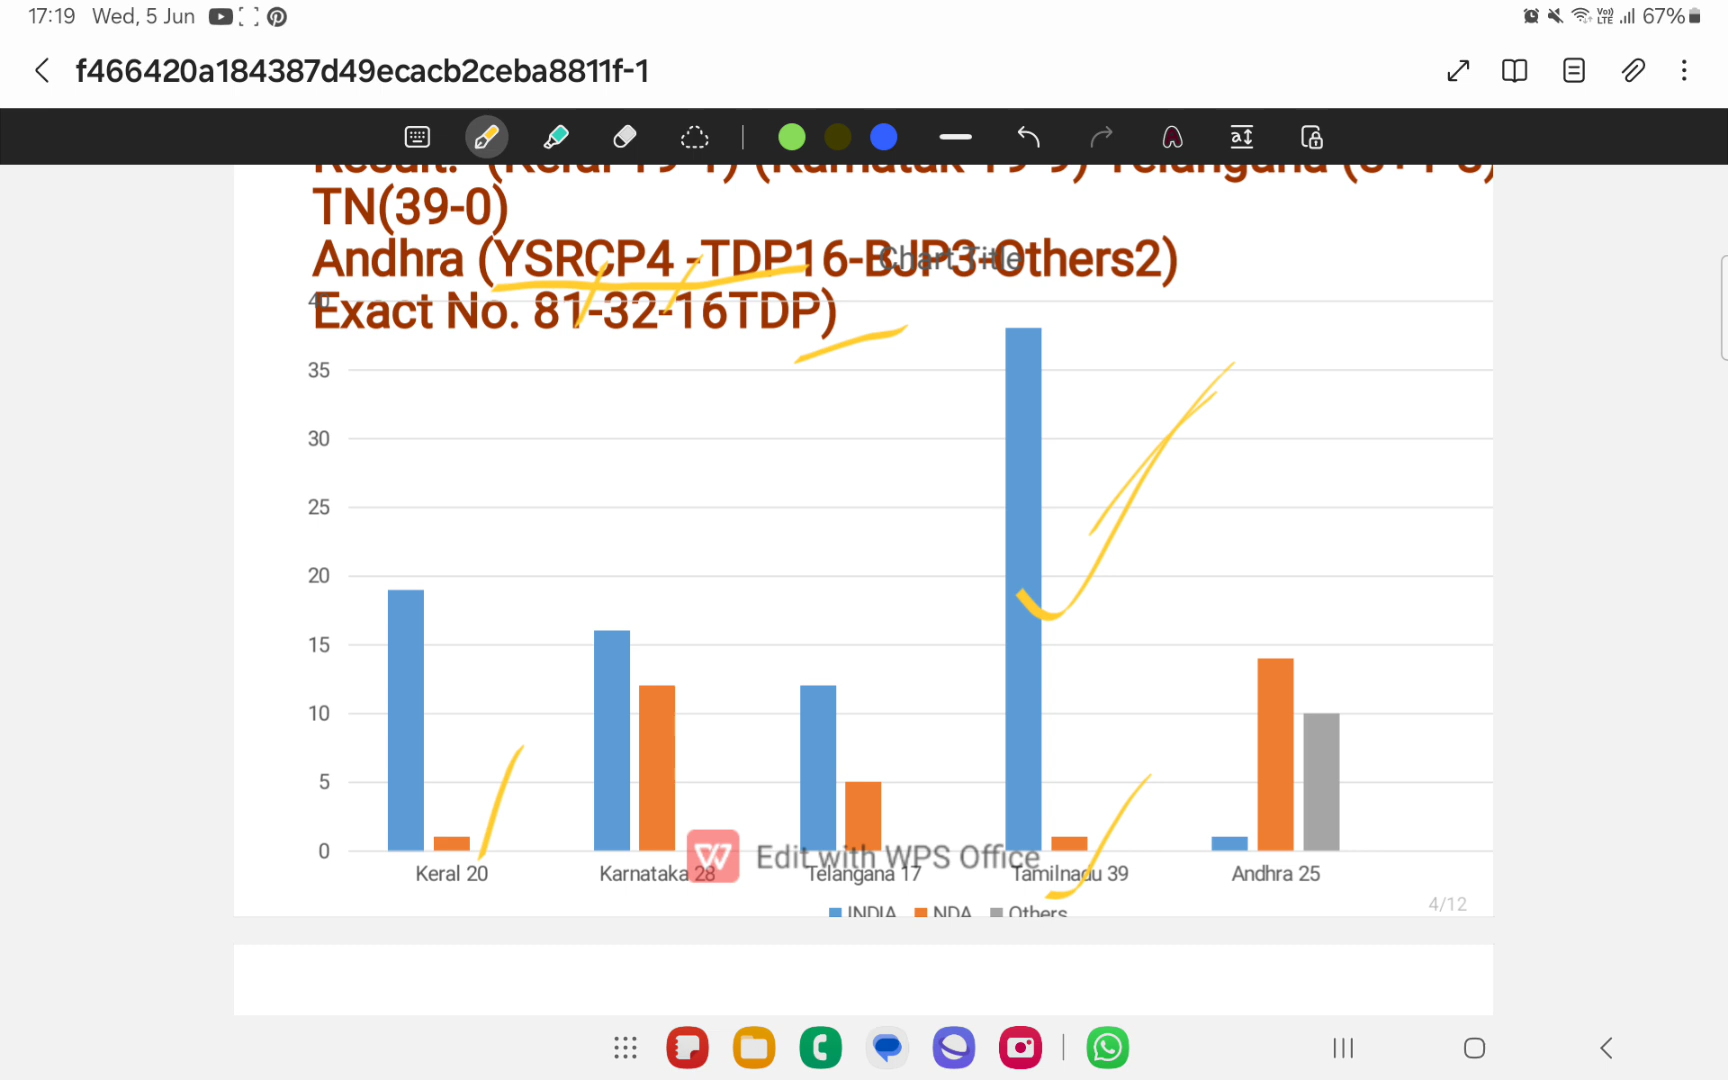 17:19 Wed, 5 Jun
67%
f466420a184387d49ecacb2ceba8811f-1
TN(39-0)
Andhra (YSRCP4 -TDP16-BJP3-Others2)
Chart Title
Exact No. 81-32-16TDP)
40
35
30
25
20
15
10
5
0
Keral 20
Karnataka 28
Telangana 17
Tamilnadu 39
Andhra 25
Edit with WPS Office
INDIA NDA Others
4/12